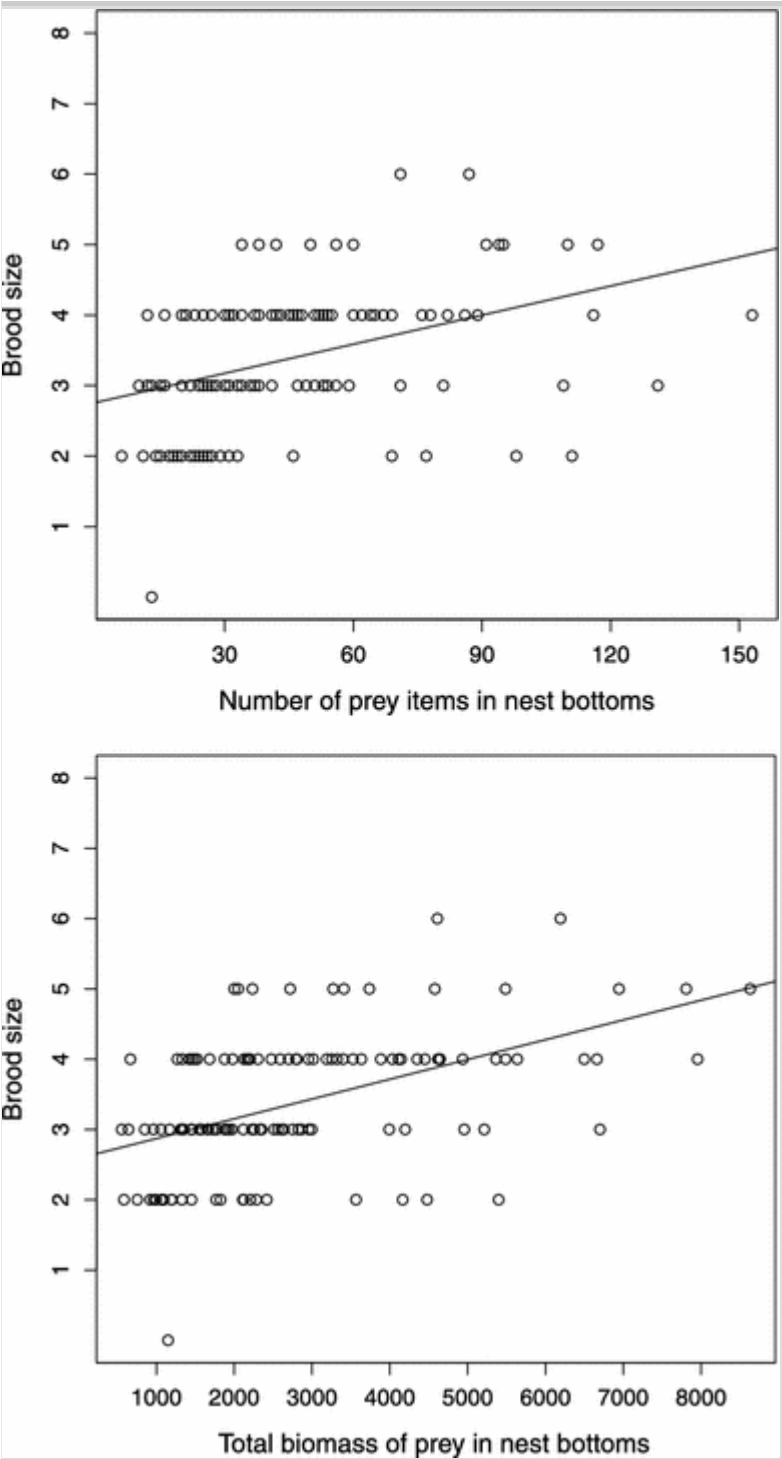 8
7
6
5
4
3
2
1
Brood size
30 60 90 120 150
Number of prey items in nest bottoms
8
7
6
5
4
3
2
1
Brood size
1000 2000 3000 4000 5000 6000 7000 8000
Total biomass of prey in nest bottoms